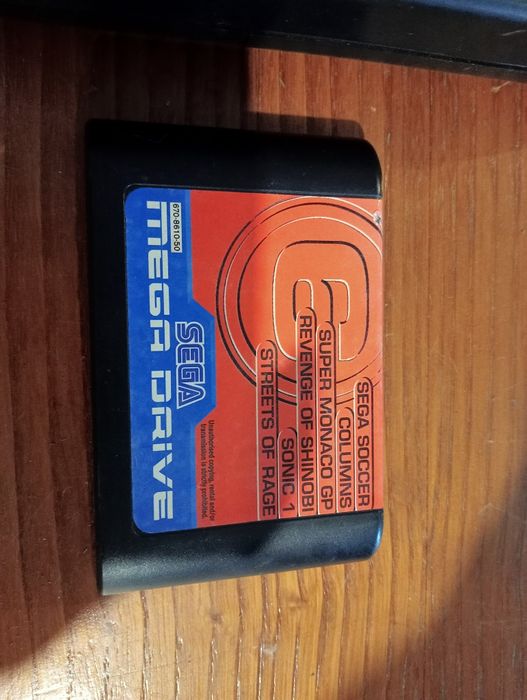 6
SEGA SOCCER
COLUMNS
SUPER MONACO GP
REVENGE OF SHINOBI
SONIC 1
STREETS OF RAGE
Unauthorised copying, rental and/or
transmission is strictly prohibited.
SEGA
670-8610-50
MEGA DRIVE